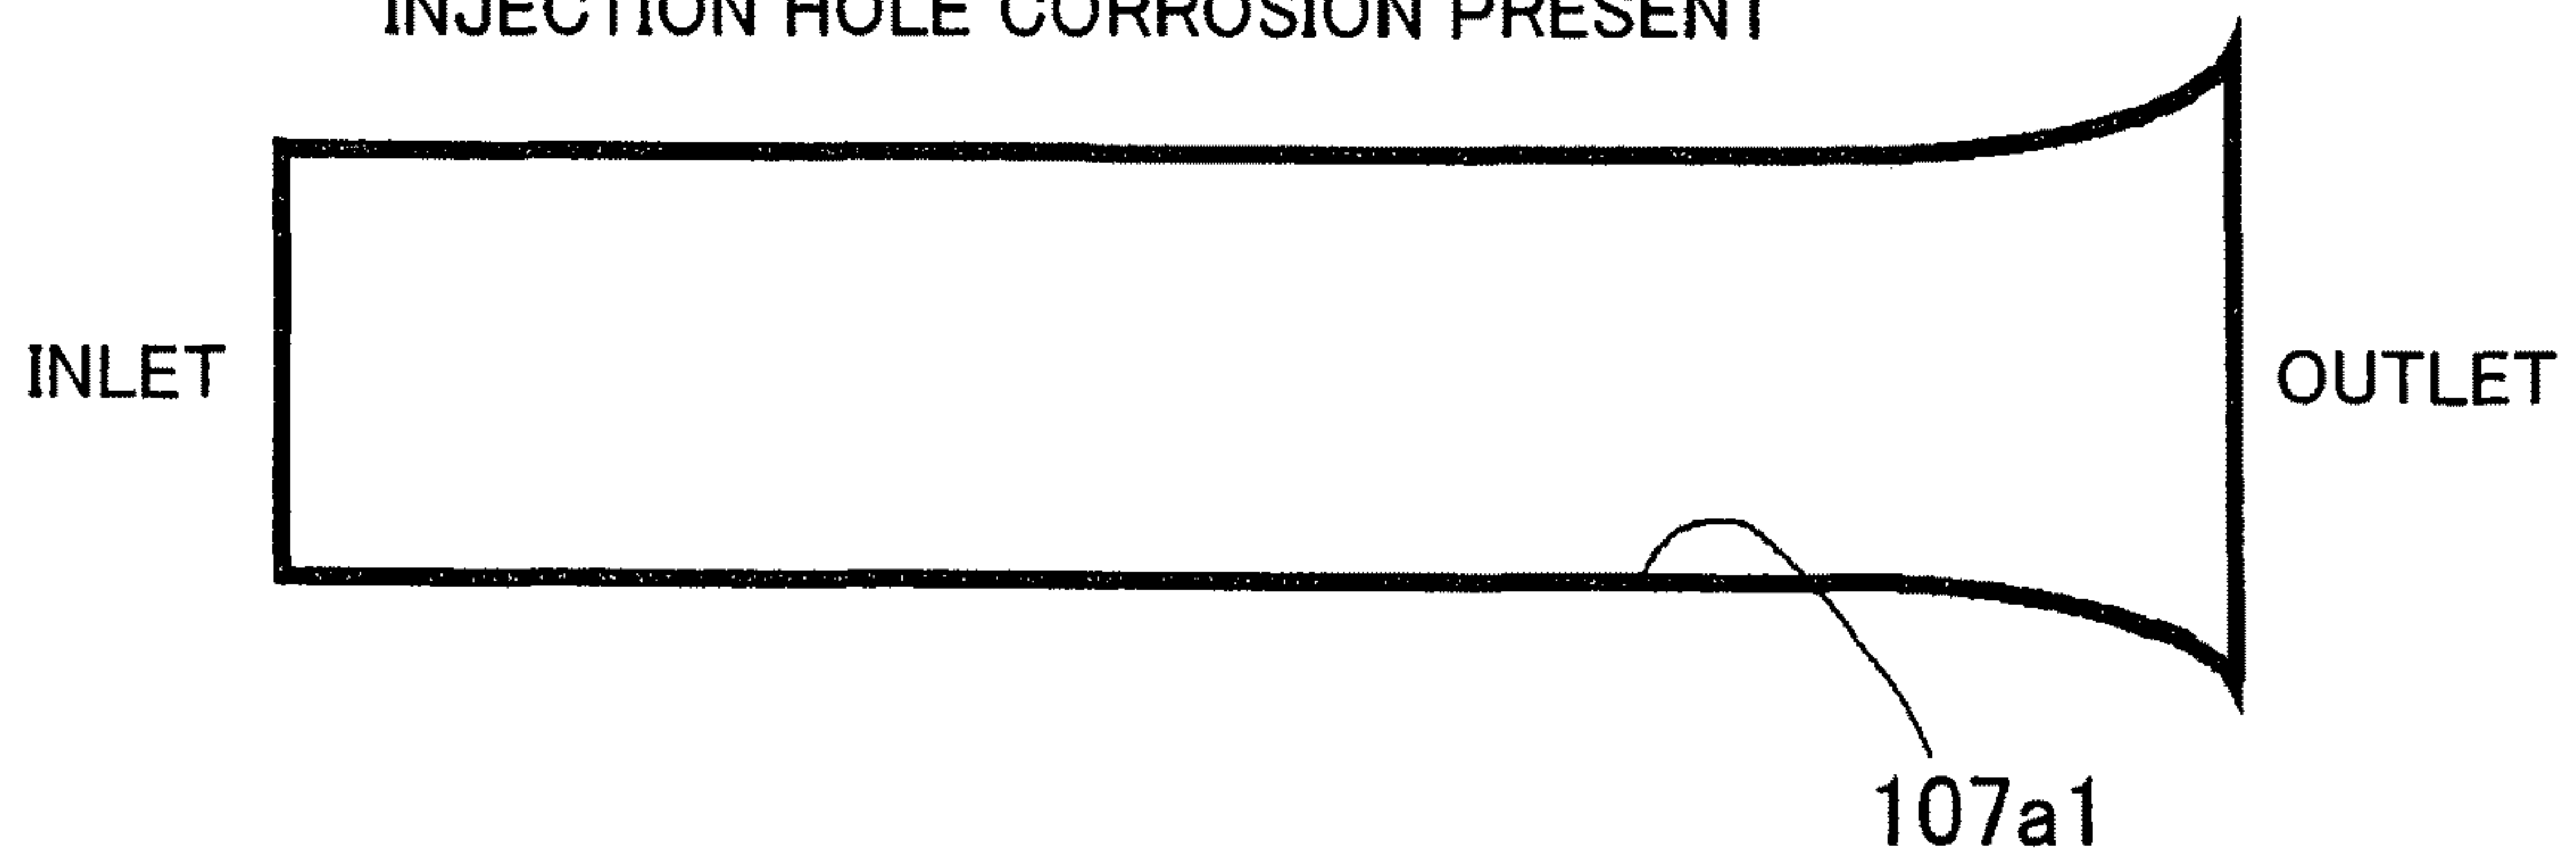 INJECTION HOLE CORROSION PRESENT
INLET
OUTLET
107a1